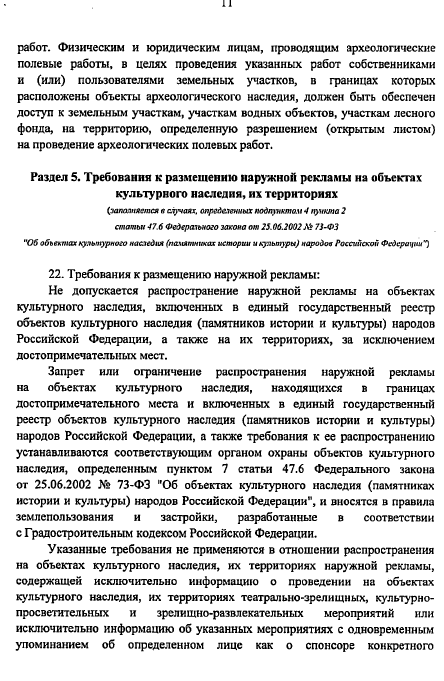 11
работ. Физическим и юридическим лицам, проводящим археологические
полевые работы, в целях проведения указанных работ собственниками
и (или) пользователями земельных участков, в границах которых
расположены объекты археологического наследия, должен быть обеспечен
доступ к земельным участкам, участкам водных объектов, участкам лесного
фонда, на территорию, определенную разрешением (открытым листом)
на проведение археологических полевых работ.
Раздел 5. Требования к размещению наружной рекламы на объектах
культурного наследия, их территориях
(заполняется в случаях, определенных подпунктом 4 пункта 2
статьи 47.6 Федерального закона от 25.06.2002 № 73-ФЗ
"Об объектах культурного наследия (памятниках истории и культуры) народов Российской Федерации")
22. Требования к размещению наружной рекламы:
Не допускается распространение наружной рекламы на объектах
культурного наследия, включенных в единый государственный реестр
объектов культурного наследия (памятников истории и культуры) народов
Российской Федерации, а также на их территориях, за исключением
достопримечательных мест.
Запрет или ограничение распространения наружной рекламы
на объектах культурного наследия, находящихся в границах
достопримечательного места и включенных в единый государственный
реестр объектов культурного наследия (памятников истории и культуры)
народов Российской Федерации, а также требования к ее распространению
устанавливаются соответствующим органом охраны объектов культурного
наследия, определенным пунктом 7 статьи 47.6 Федерального закона
от 25.06.2002 № 73-ФЗ "Об объектах культурного наследия (памятниках
истории и культуры) народов Российской Федерации", и вносятся в правила
землепользования и застройки, разработанные в соответствии
с Градостроительным кодексом Российской Федерации.
Указанные требования не применяются в отношении распространения
на объектах культурного наследия, их территориях наружной рекламы,
содержащей исключительно информацию о проведении на объектах
культурного наследия, их территориях театрально-зрелищных, культурно-
просветительных и зрелищно-развлекательных мероприятий или
исключительно информацию об указанных мероприятиях с одновременным
упоминанием об определенном лице как о спонсоре конкретного